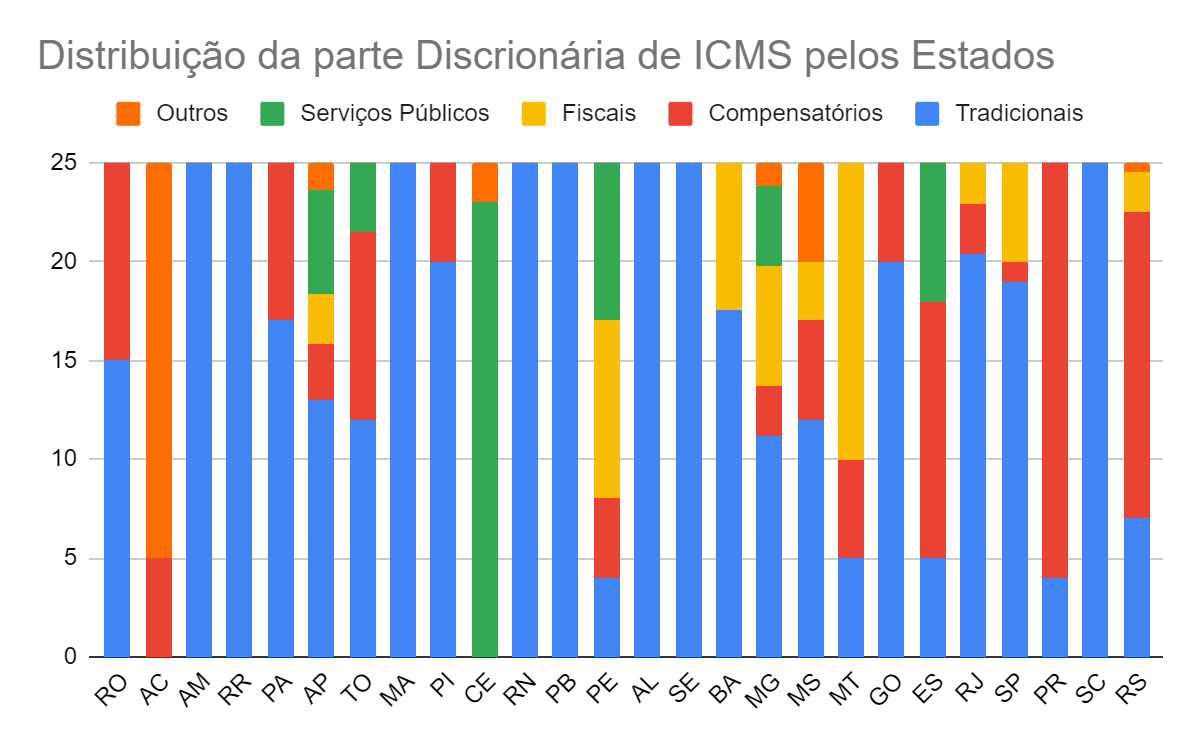 Distribuição da parte Discrionária de ICMS pelos Estados
Outros Serviços Públicos Fiscais Compensatórios Tradicionais
25
20
15
10
5
0
RO AC AM RR PA AP TO MA PI CE RN PB PE AL SE BA MG MS MT GO ES RJ SP PR SC RS